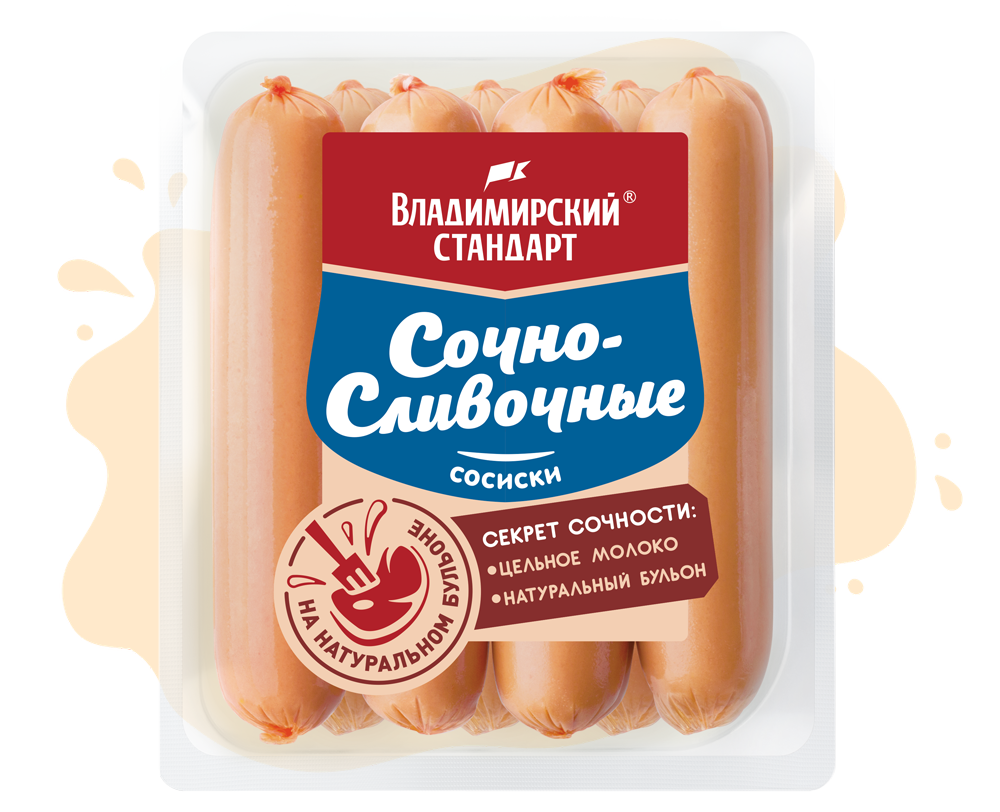 Владимирский®
стандарт
Сочно-
Сливочные
сосиски
СЕКРЕТ СОЧНОСТИ:
•ЦЕЛЬНОЕ МОЛОКО
•НАТУРАЛЬНЫЙ БУЛЬОН
НА НАТУРАЛЬНОМ БУЛЬОНЕ